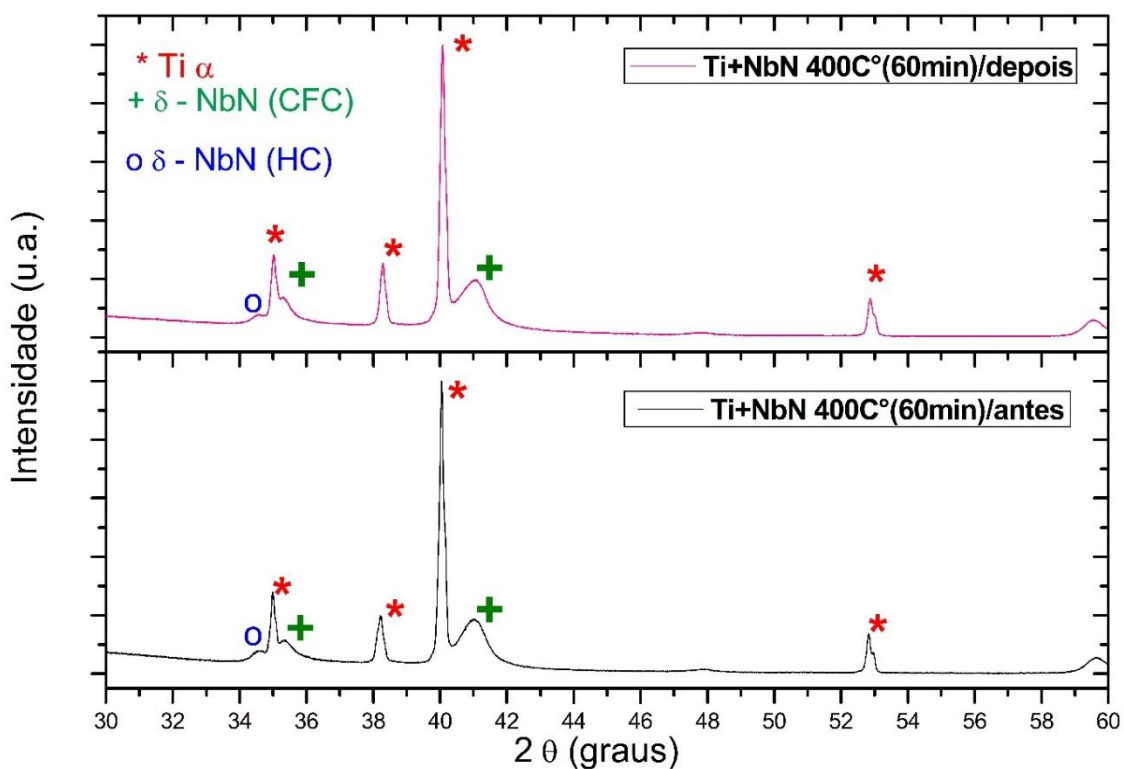 * Ti α
+ δ - NbN (CFC)
o δ - NbN (HC)
Ti+NbN 400C°(60min)/depois
* * * * *
+ +
o
Intensidade (u.a.)
Ti+NbN 400C°(60min)/antes
* * * *
+ +
o
30 32 34 36 38 40 42 44 46 48 50 52 54 56 58 60
2 θ (graus)